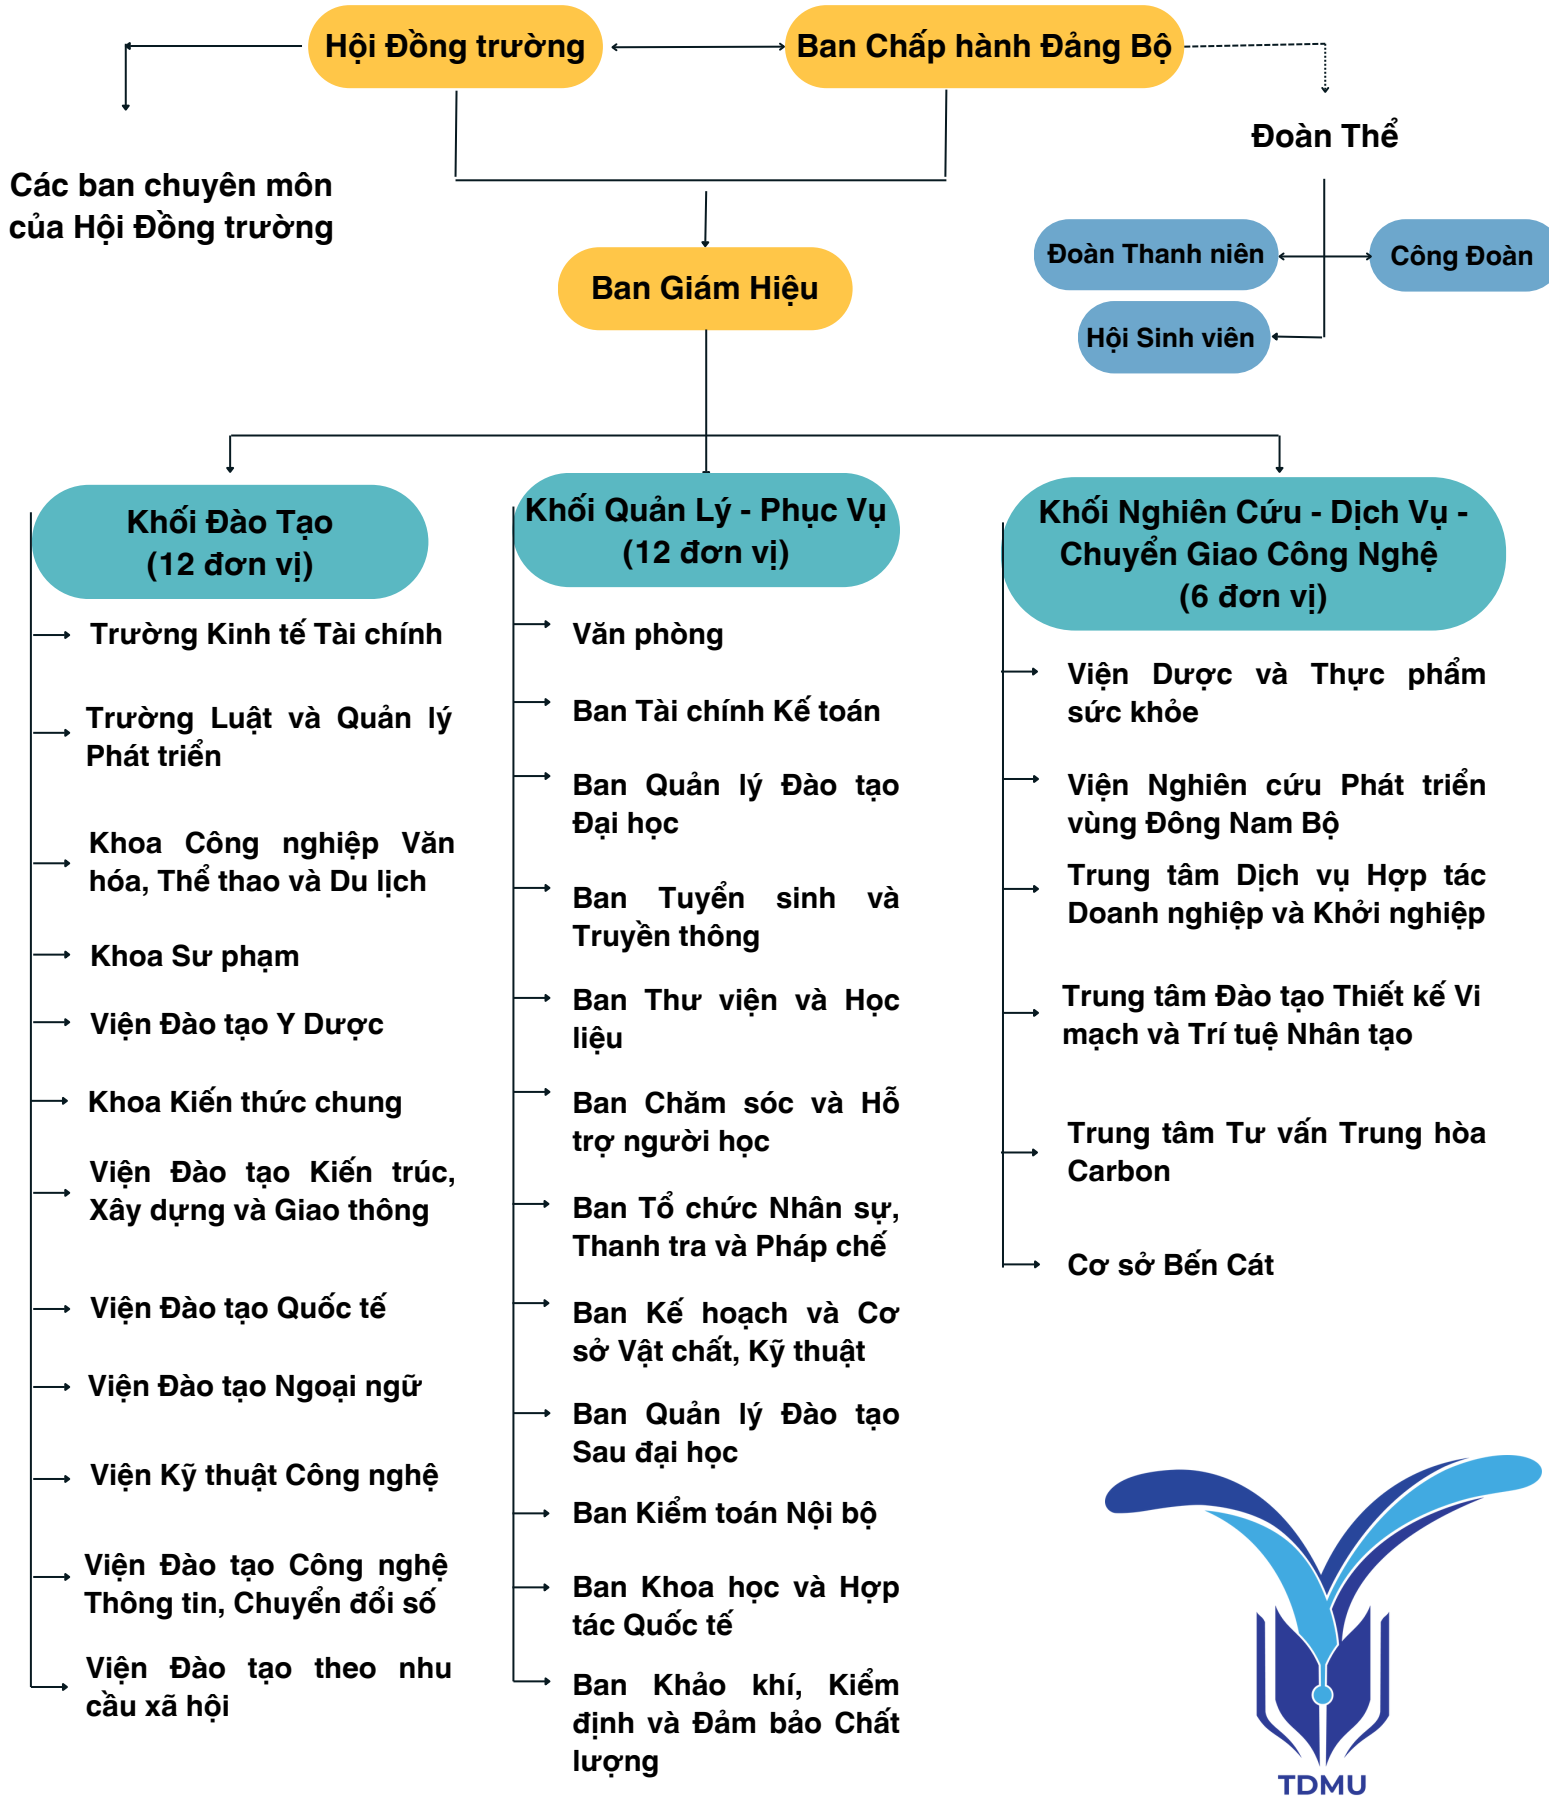 Hội Đồng trường
Ban Chấp hành Đảng Bộ
Các ban chuyên môn
của Hội Đồng trường
Đoàn Thể
Đoàn Thanh niên
Công Đoàn
Hội Sinh viên
Ban Giám Hiệu
Khối Đào Tạo
(12 đơn vị)
Trường Kinh tế Tài chính
Trường Luật và Quản lý
Phát triển
Khoa Công nghiệp Văn
hóa, Thể thao và Du lịch
Khoa Sư phạm
Viện Đào tạo Y Dược
Khoa Kiến thức chung
Viện Đào tạo Kiến trúc,
Xây dựng và Giao thông
Viện Đào tạo Quốc tế
Viện Đào tạo Ngoại ngữ
Viện Kỹ thuật Công nghệ
Viện Đào tạo Công nghệ
Thông tin, Chuyển đổi số
Viện Đào tạo theo nhu
cầu xã hội
Khối Quản Lý - Phục Vụ
(12 đơn vị)
Văn phòng
Ban Tài chính Kế toán
Ban Quản lý Đào tạo
Đại học
Ban Tuyển sinh và
Truyền thông
Ban Thư viện và Học
liệu
Ban Chăm sóc và Hỗ
trợ người học
Ban Tổ chức Nhân sự,
Thanh tra và Pháp chế
Ban Kế hoạch và Cơ
sở Vật chất, Kỹ thuật
Ban Quản lý Đào tạo
Sau đại học
Ban Kiểm toán Nội bộ
Ban Khoa học và Hợp
tác Quốc tế
Ban Khảo khí, Kiểm
định và Đảm bảo Chất
lượng
Khối Nghiên Cứu - Dịch Vụ -
Chuyển Giao Công Nghệ
(6 đơn vị)
Viện Dược và Thực phẩm
sức khỏe
Viện Nghiên cứu Phát triển
vùng Đông Nam Bộ
Trung tâm Dịch vụ Hợp tác
Doanh nghiệp và Khởi nghiệp
Trung tâm Đào tạo Thiết kế Vi
mạch và Trí tuệ Nhân tạo
Trung tâm Tư vấn Trung hòa
Carbon
Cơ sở Bến Cát
TDMU